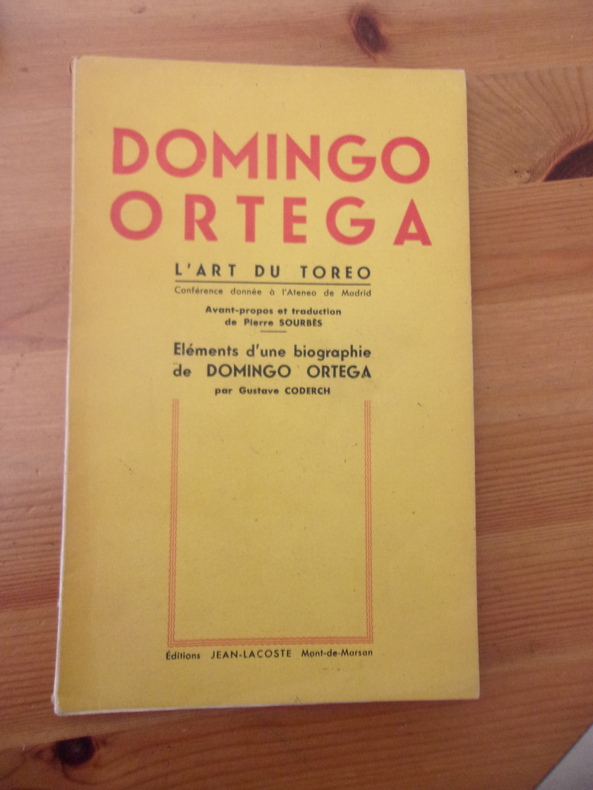 DOMINGO
ORTEGA
L'ART DU TOREO
Conférence donnée à l'Ateneo de Madrid
Avant-propos et traduction
de Pierre SOURBÈS
Eléments d'une biographie
de DOMINGO ORTEGA
par Gustave CODERCH
Éditions JEAN-LACOSTE Mont-de-Marsan